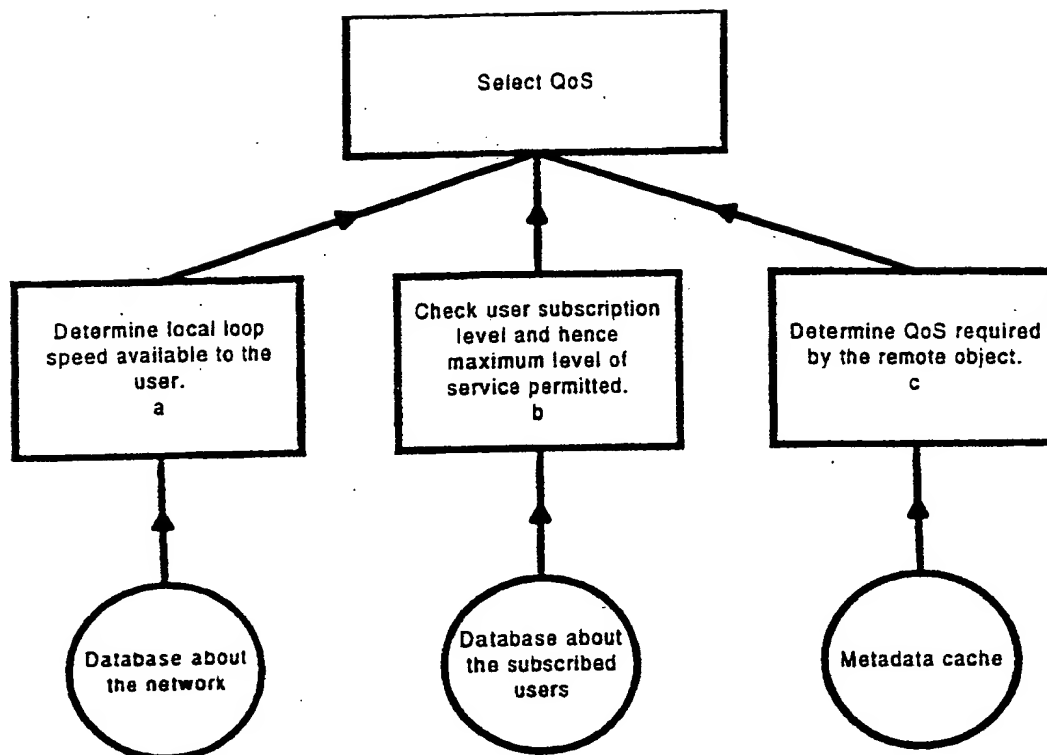 Select QoS
Determine local loop
speed available to the
user.
a
Check user subscription
level and hence
maximum level of
service permitted.
b
Determine QoS required
by the remote object.
c
Database about
the network
Database about
the subscribed
users
Metadata cache